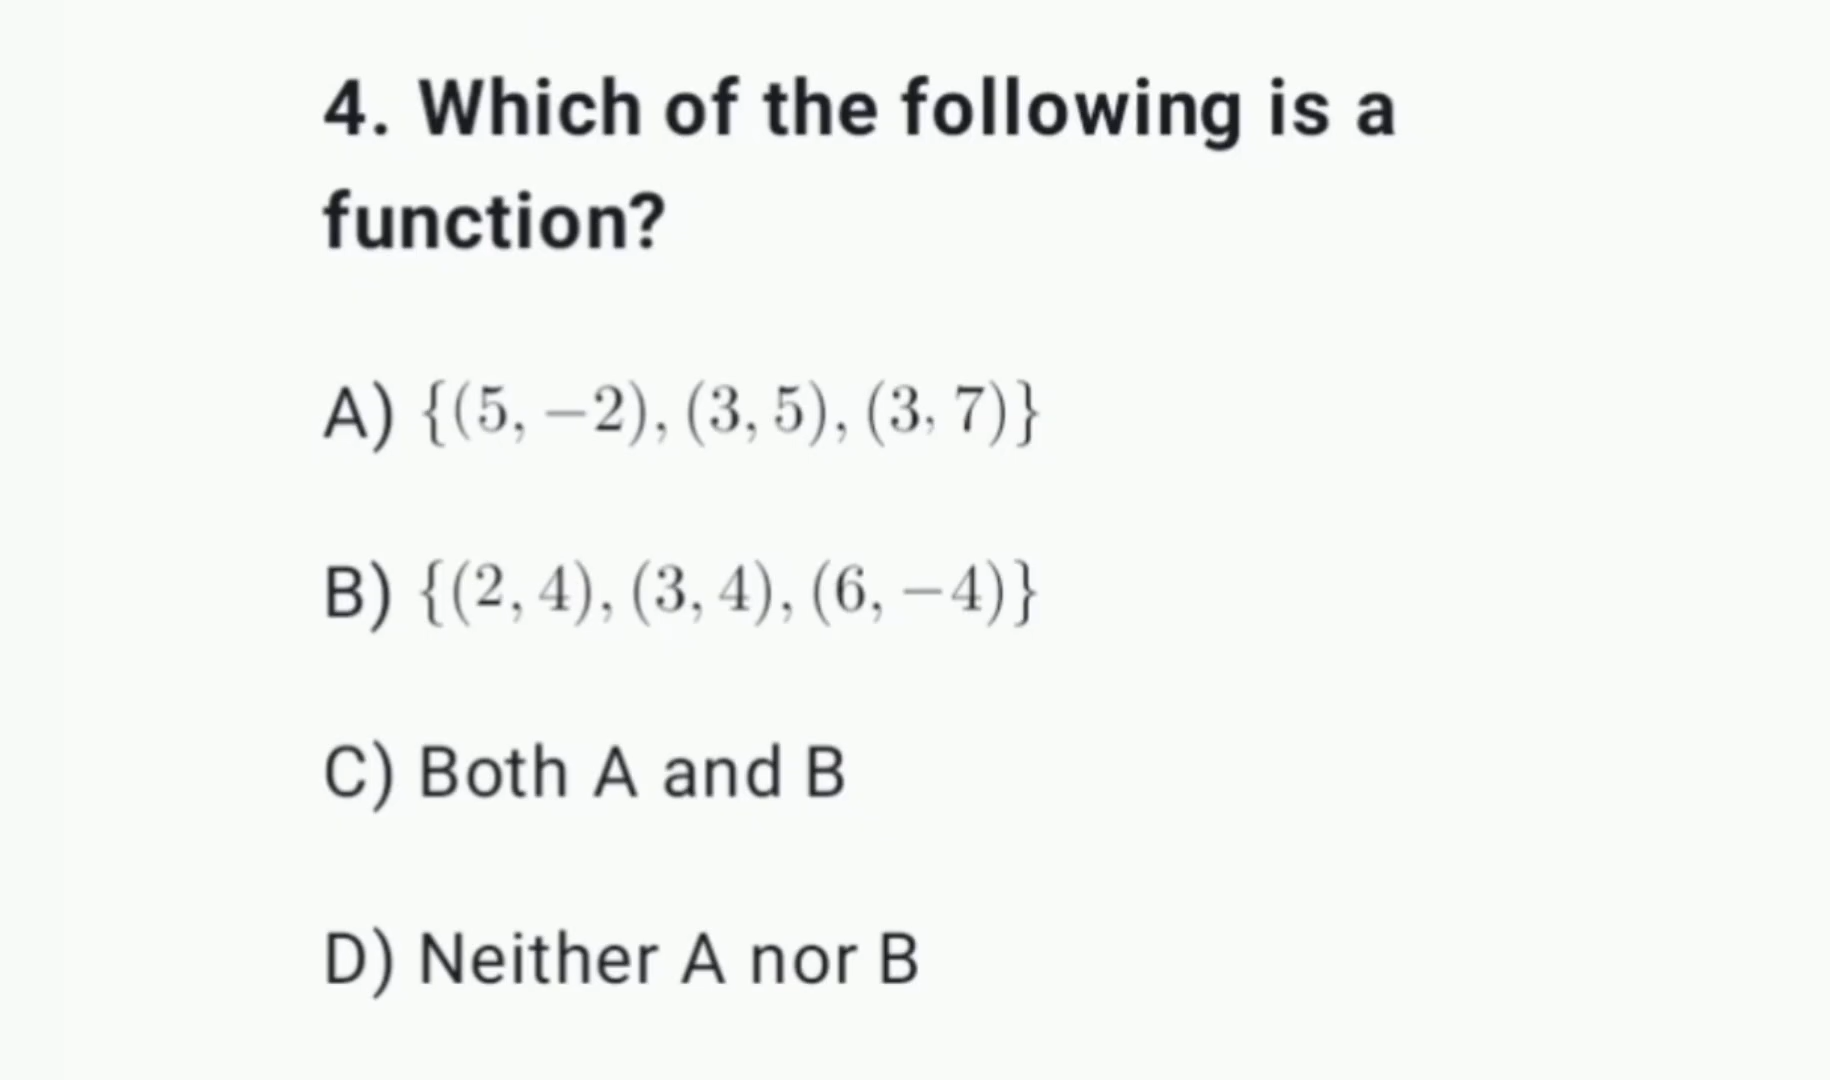 4. Which of the following is a
function?
A) {(5, −2), (3, 5), (3, 7)}
B) {(2, 4), (3, 4), (6, −4)}
C) Both A and B
D) Neither A nor B